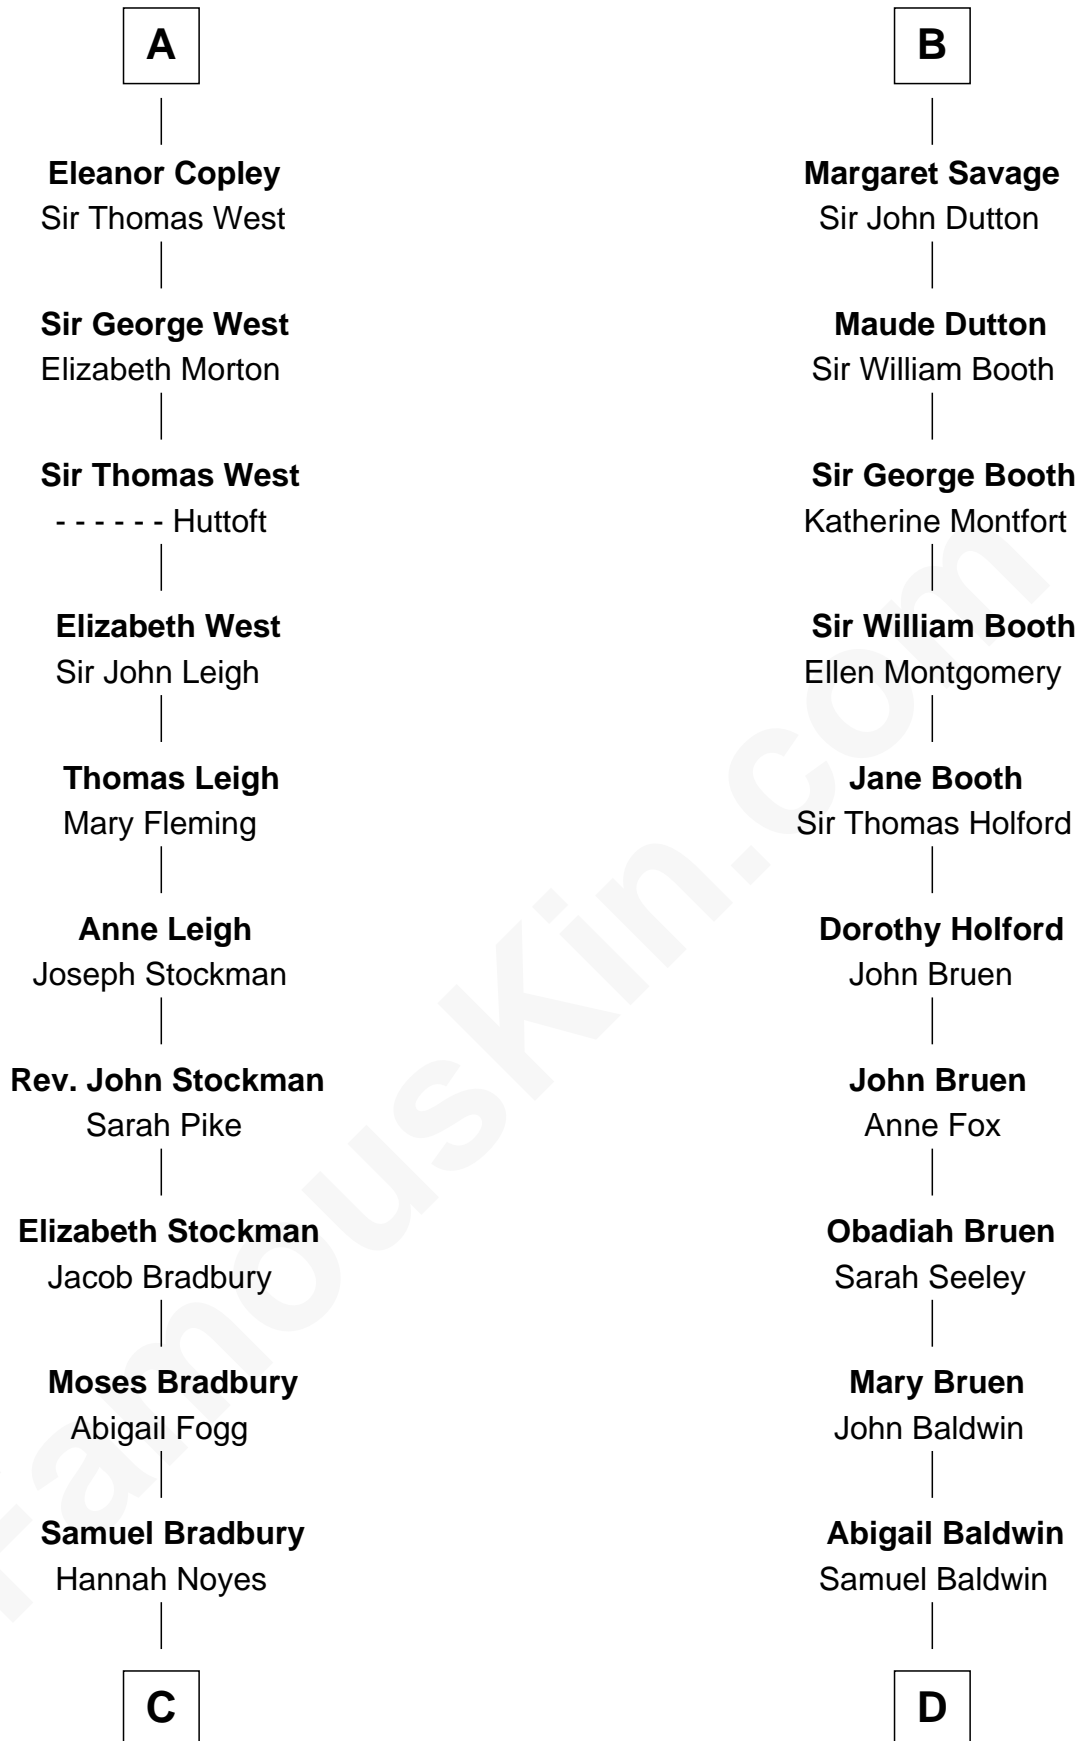 A
Eleanor Copley
Sir Thomas West
Sir George West
Elizabeth Morton
Sir Thomas West
- - - - - - Huttoft
Elizabeth West
Sir John Leigh
Thomas Leigh
Mary Fleming
Anne Leigh
Joseph Stockman
Rev. John Stockman
Sarah Pike
Elizabeth Stockman
Jacob Bradbury
Moses Bradbury
Abigail Fogg
Samuel Bradbury
Hannah Noyes
C
B
Margaret Savage
Sir John Dutton
Maude Dutton
Sir William Booth
Sir George Booth
Katherine Montfort
Sir William Booth
Ellen Montgomery
Jane Booth
Sir Thomas Holford
Dorothy Holford
John Bruen
John Bruen
Anne Fox
Obadiah Bruen
Sarah Seeley
Mary Bruen
John Baldwin
Abigail Baldwin
Samuel Baldwin
D
FamousKin.com